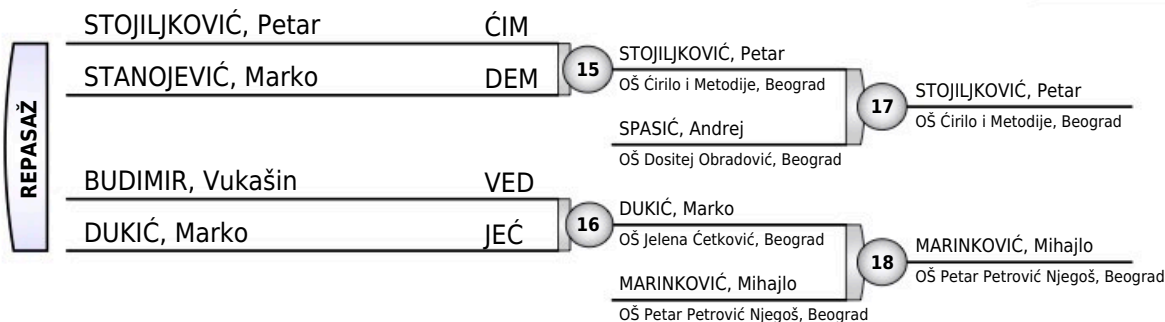 REPASAŽ
STOJILJKOVIĆ, Petar ĆIM
STANOJEVIĆ, Marko DEM
15
STOJILJKOVIĆ, Petar
OŠ Ćirilo i Metodije, Beograd
SPASIĆ, Andrej
OŠ Dositej Obradović, Beograd
17
STOJILJKOVIĆ, Petar
OŠ Ćirilo i Metodije, Beograd
BUDIMIR, Vukašin VED
DUKIĆ, Marko JEĆ
16
DUKIĆ, Marko
OŠ Jelena Ćetković, Beograd
MARINKOVIĆ, Mihajlo
OŠ Petar Petrović Njegoš, Beograd
18
MARINKOVIĆ, Mihajlo
OŠ Petar Petrović Njegoš, Beograd